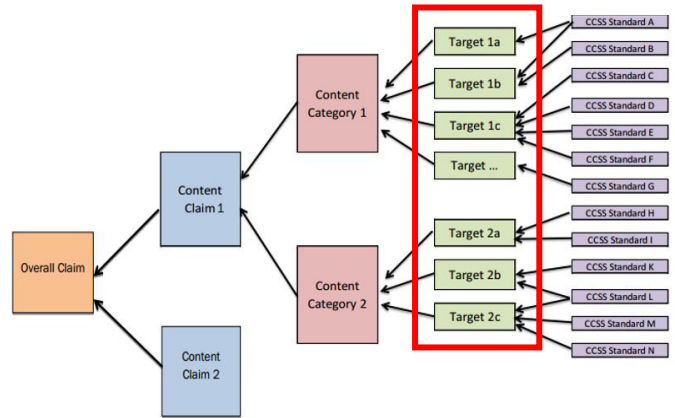 Overall Claim
Content
Claim 1
Content
Claim 2
Content
Category 1
Content
Category 2
Target 1a
Target 1b
Target 1c
Target ...
Target 2a
Target 2b
Target 2c
CCSS Standard A
CCSS Standard B
CCSS Standard C
CCSS Standard D
CCSS Standard E
CCSS Standard F
CCSS Standard G
CCSS Standard H
CCSS Standard I
CCSS Standard K
CCSS Standard L
CCSS Standard M
CCSS Standard N